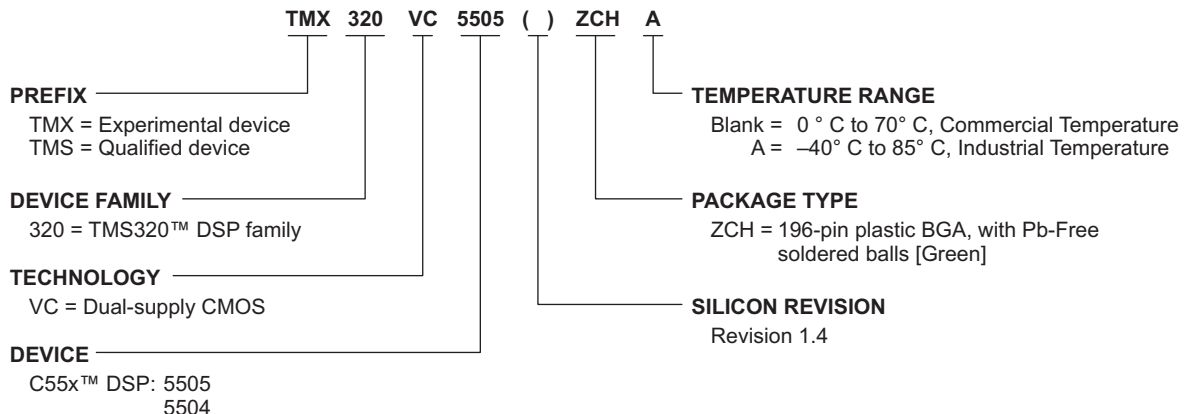 TMX 320 VC 5505 ( ) ZCH A
PREFIX
TMX = Experimental device
TMS = Qualified device
DEVICE FAMILY
320 = TMS320™ DSP family
TECHNOLOGY
VC = Dual-supply CMOS
DEVICE
C55x™ DSP: 5505
5504
TEMPERATURE RANGE
Blank = 0 ° C to 70° C, Commercial Temperature
A = –40° C to 85° C, Industrial Temperature
PACKAGE TYPE
ZCH = 196-pin plastic BGA, with Pb-Free
soldered balls [Green]
SILICON REVISION
Revision 1.4